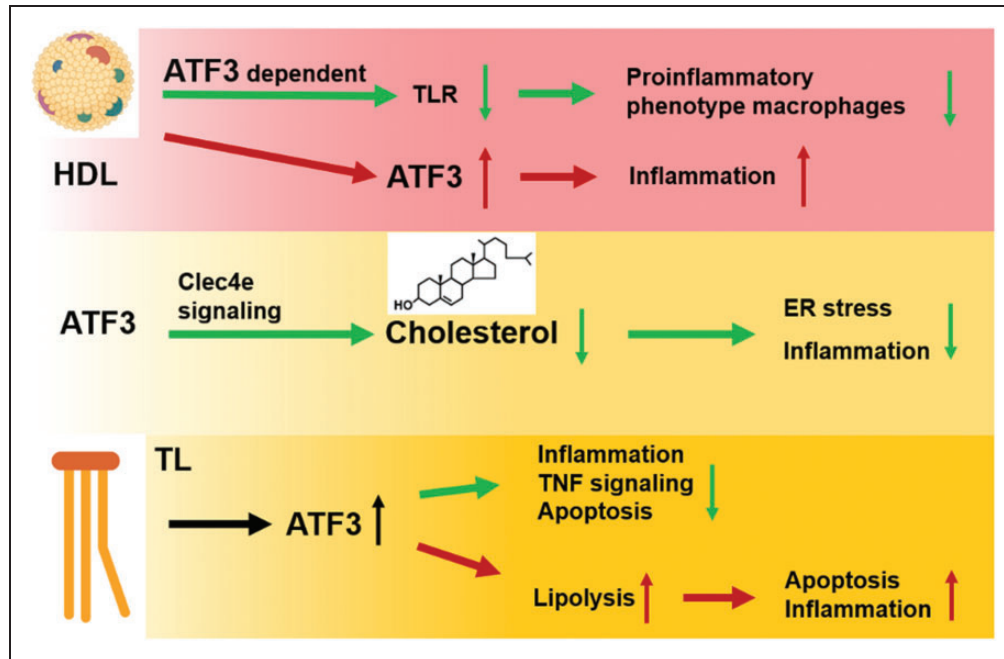 ATF3 dependent
TLR
Proinflammatory
phenotype macrophages
HDL
ATF3
Inflammation
ATF3
Clec4e
signaling
HO
Cholesterol
ER stress
Inflammation
TL
ATF3
Inflammation
TNF signaling
Apoptosis
Lipolysis
Apoptosis
Inflammation